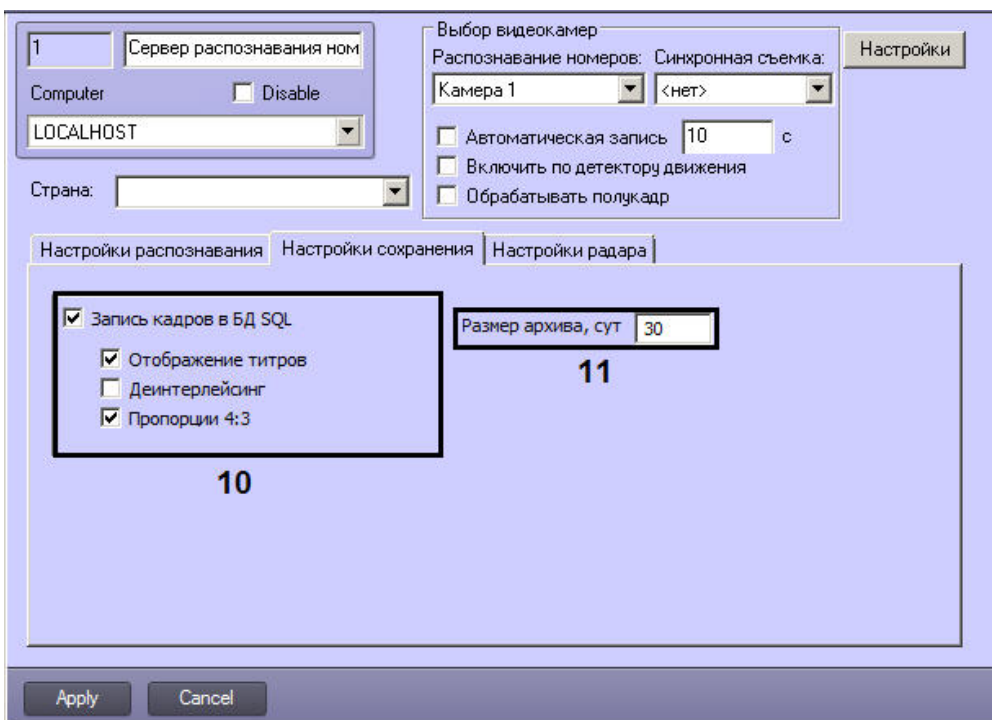 1
Сервер распознавания ном
Computer
Disable
LOCALHOST
Страна:
Выбор видеокамер
Распознавание номеров: Синхронная съемка:
Камера 1
<нет>
Автоматическая запись 10 с
Включить по детектору движения
Обрабатывать полукадр
Настройки
Настройки распознавания
Настройки сохранения
Настройки радара
Запись кадров в БД SQL
Отображение титров
Деинтерлейсинг
Пропорции 4:3
10
Размер архива, сут 30
11
Apply
Cancel